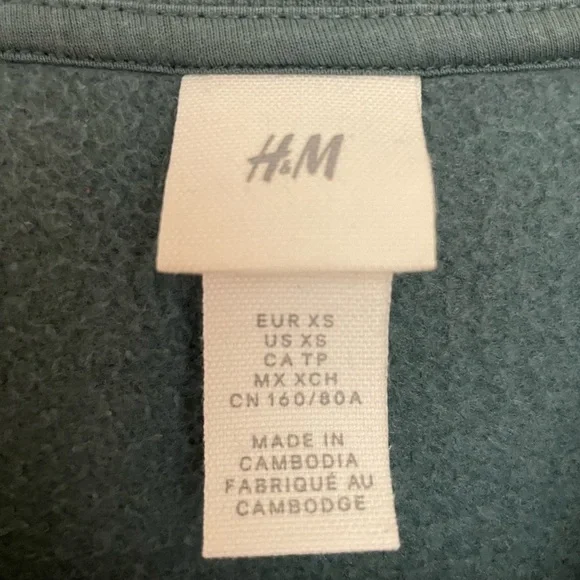 H&M
EUR XS
US XS
CA TP
MX XCH
CN 160/80A
MADE IN
CAMBODIA
FABRIQUÉ AU
CAMBODGE